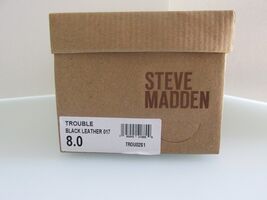 STEVE
MADDEN
TROUBLE
BLACK LEATHER 017
8.0
TROU02S1